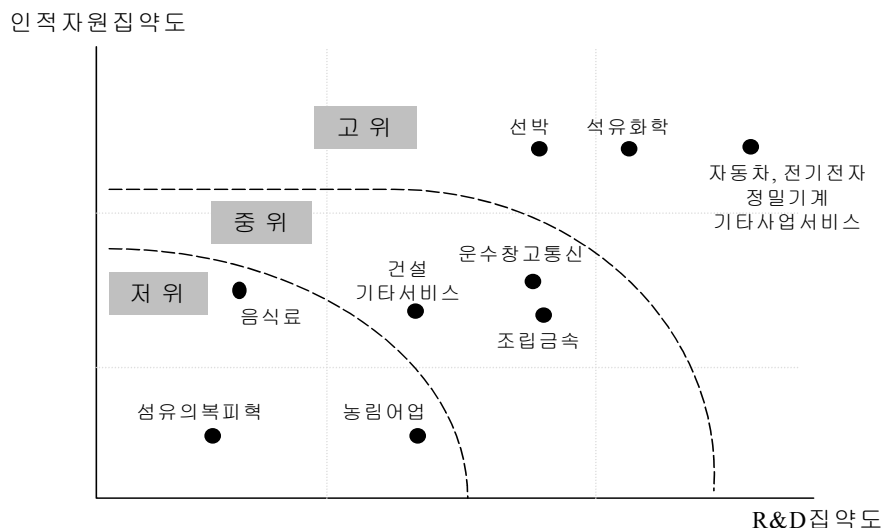 인적자원집약도
고 위
선박
석유화학
자동차, 전기전자
정밀기계
기타사업서비스
중 위
운수창고통신
건설
기타서비스
저 위
음식료
조립금속
섬유의복피혁
농림어업
R&D집약도